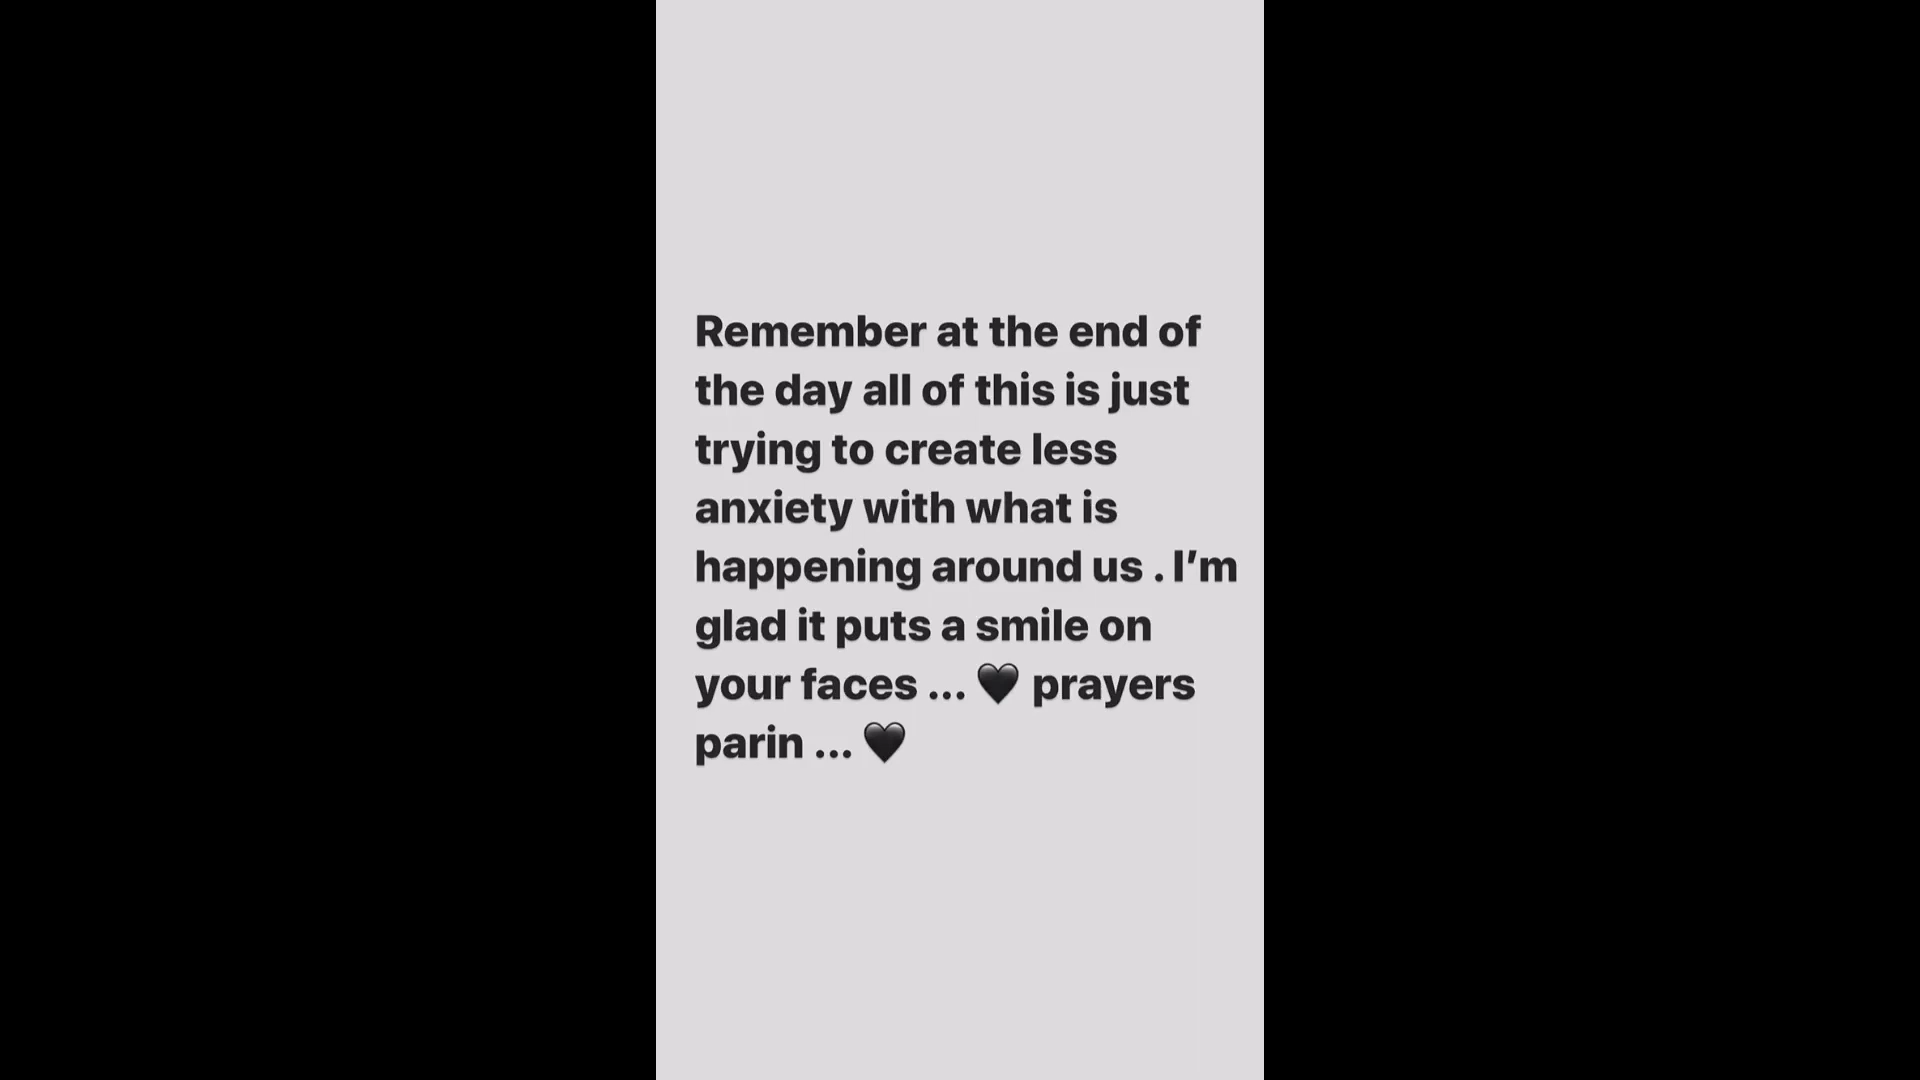 Remember at the end of
the day all of this is just
trying to create less
anxiety with what is
happening around us . I’m
glad it puts a smile on
your faces ... 🖤 prayers
parin ... 🖤